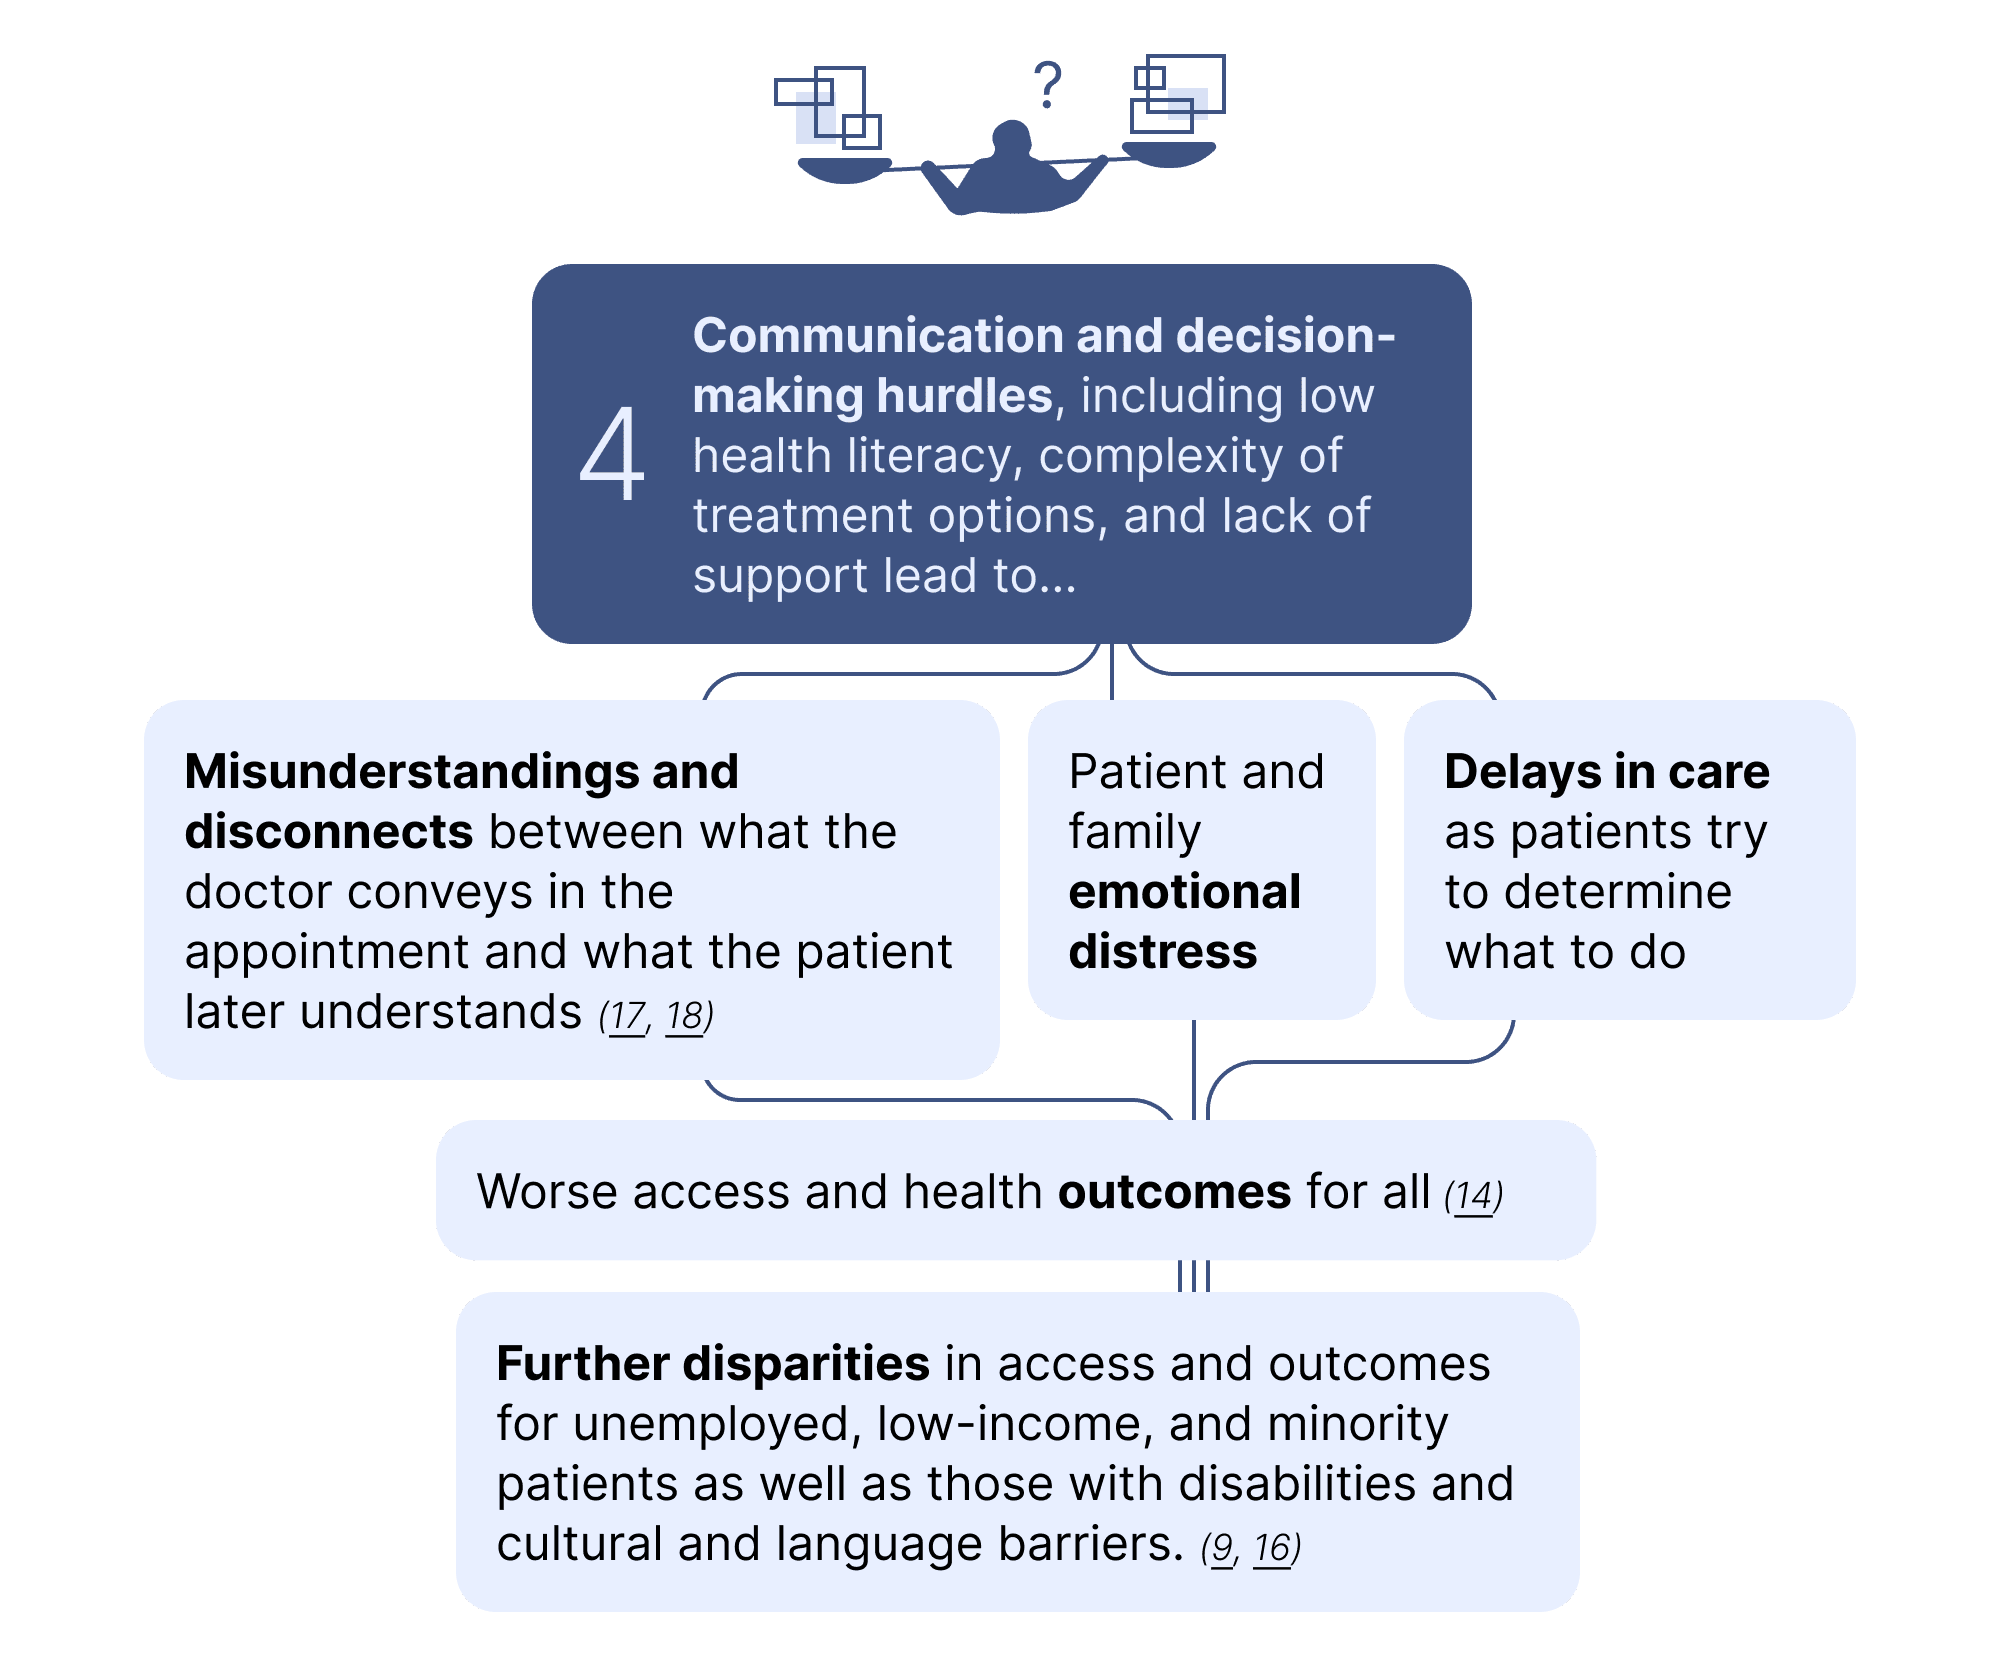 ?
4
Communication and decision-
making hurdles, including low
health literacy, complexity of
treatment options, and lack of
support lead to...
Misunderstandings and
disconnects between what the
doctor conveys in the
appointment and what the patient
later understands (17, 18)
Patient and
family
emotional
distress
Delays in care
as patients try
to determine
what to do
Worse access and health outcomes for all (14)
Further disparities in access and outcomes
for unemployed, low-income, and minority
patients as well as those with disabilities and
cultural and language barriers. (9, 16)